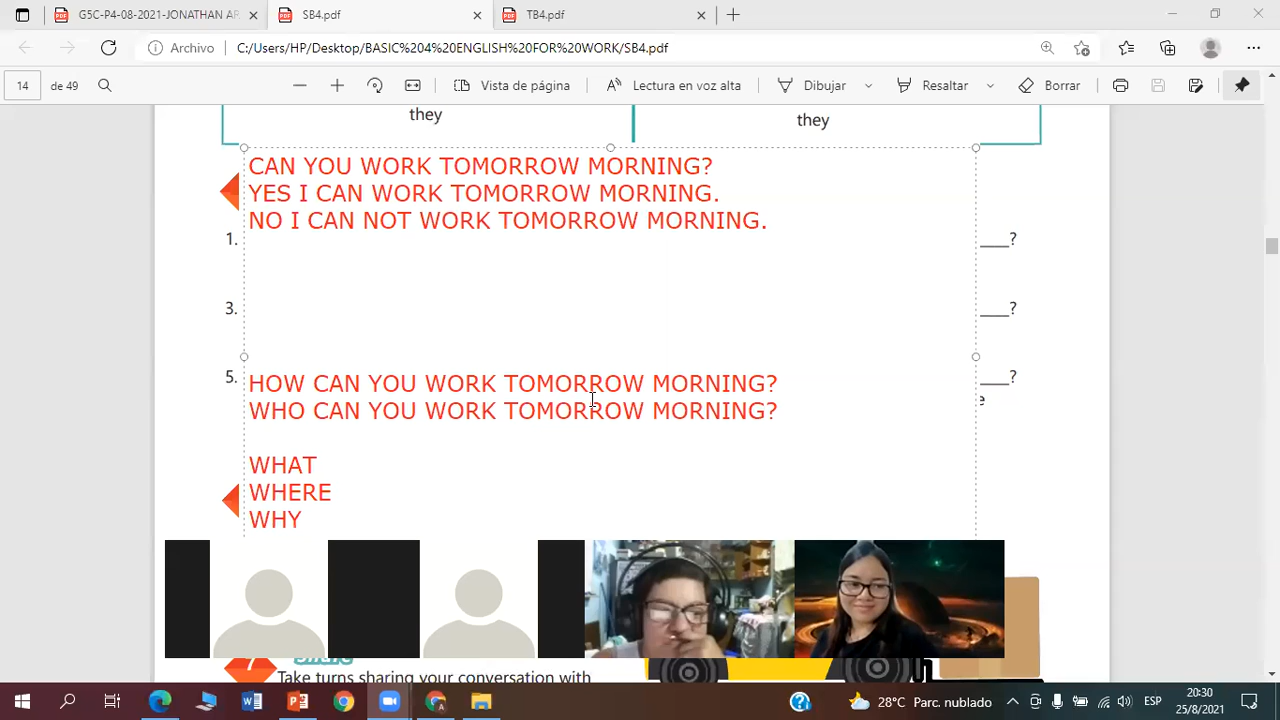 G5C-P4-08-2021-JONATHAN AR
SB4.pdf
TB4.pdf
Archivo
C:/Users/HP/Desktop/BASIC%204%20ENGLISH%20FOR%20WORK/SB4.pdf
14
de 49
Vista de página
Lectura en voz alta
Dibujar
Resaltar
Borrar
they
they
CAN YOU WORK TOMORROW MORNING?
YES I CAN WORK TOMORROW MORNING.
NO I CAN NOT WORK TOMORROW MORNING.
1. ____?
3. ____?
5. ____?
HOW CAN YOU WORK TOMORROW MORNING?
e
WHO CAN YOU WORK TOMORROW MORNING?
WHAT
WHERE
WHY
Take turns sharing your conversation with
28°C Parc. nublado
ESP
20:30
25/8/2021